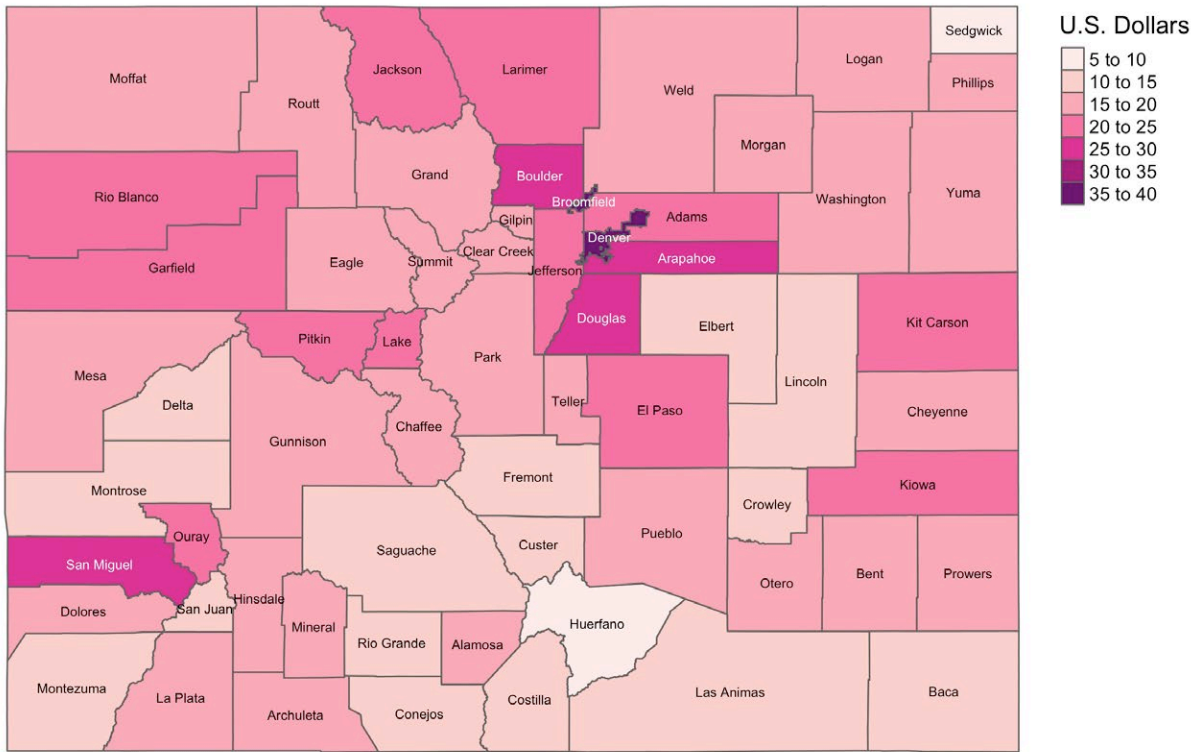 Sedgwick
U.S. Dollars
5 to 10
10 to 15
15 to 20
20 to 25
25 to 30
30 to 35
35 to 40
Moffat
Routt
Jackson
Larimer
Weld
Logan
Phillips
Morgan
Washington
Yuma
Rio Blanco
Grand
Boulder
Broomfield
Gilpin
Adams
Denver
Garfield
Eagle
Summit
Clear Creek
Jefferson
Arapahoe
Douglas
Elbert
Lincoln
Kit Carson
Mesa
Pitkin
Lake
Park
Delta
Gunnison
Chaffee
Teller
El Paso
Cheyenne
Montrose
Fremont
Crowley
Kiowa
Ouray
Saguache
Custer
Pueblo
San Miguel
Otero
Bent
Prowers
Dolores
San Juan
Hinsdale
Mineral
Rio Grande
Alamosa
Huerfano
Montezuma
La Plata
Archuleta
Conejos
Costilla
Las Animas
Baca